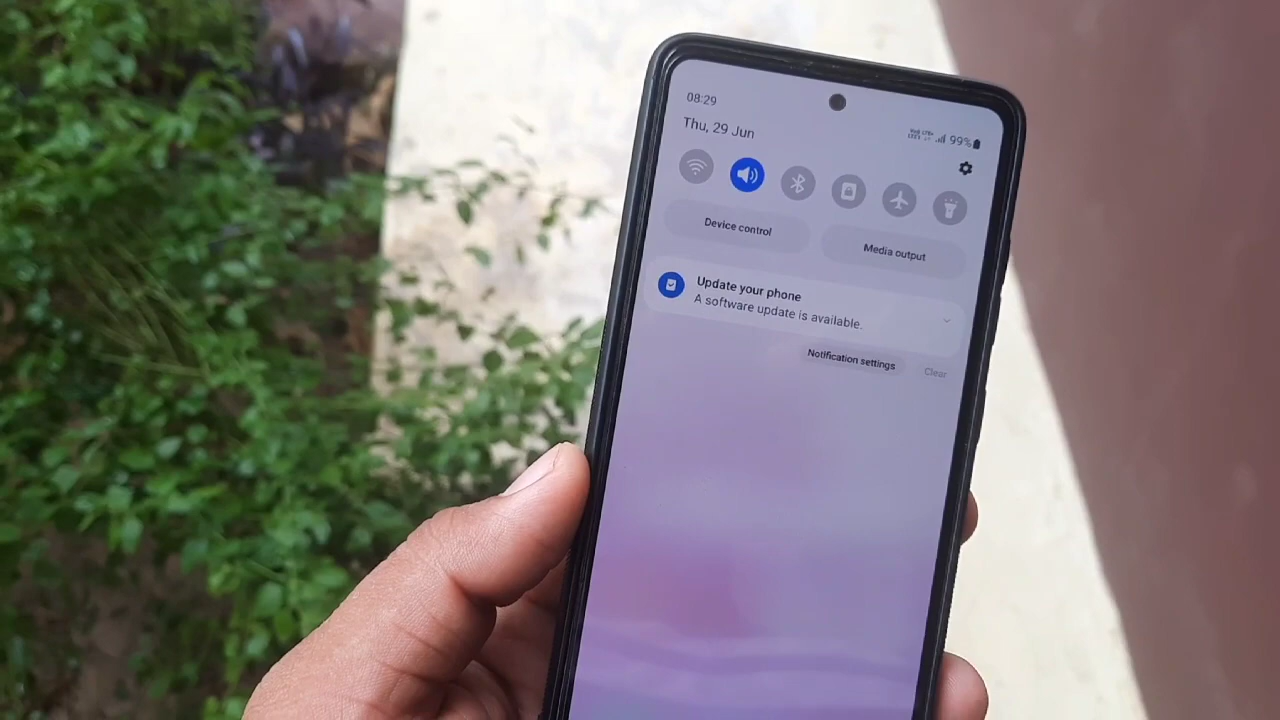 08:29
Thu, 29 Jun
99%
Device control
Media output
Update your phone
A software update is available.
Notification settings
Clear